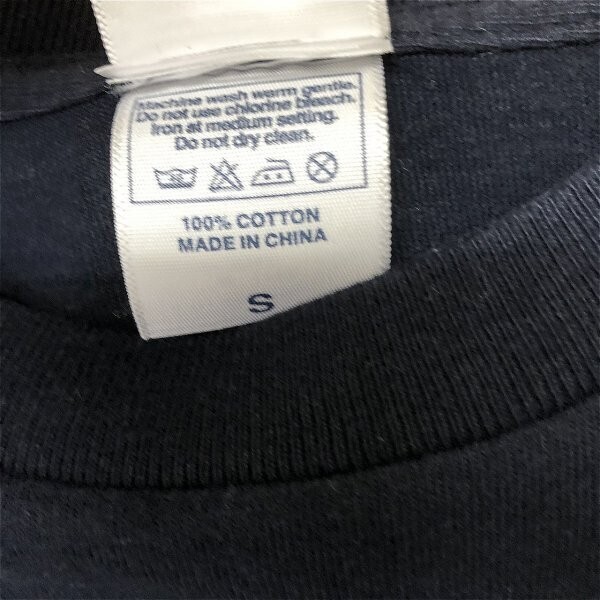 Machine wash warm gentle.
Do not use chlorine bleach.
Iron at medium setting.
Do not dry clean.
100% COTTON
MADE IN CHINA
S